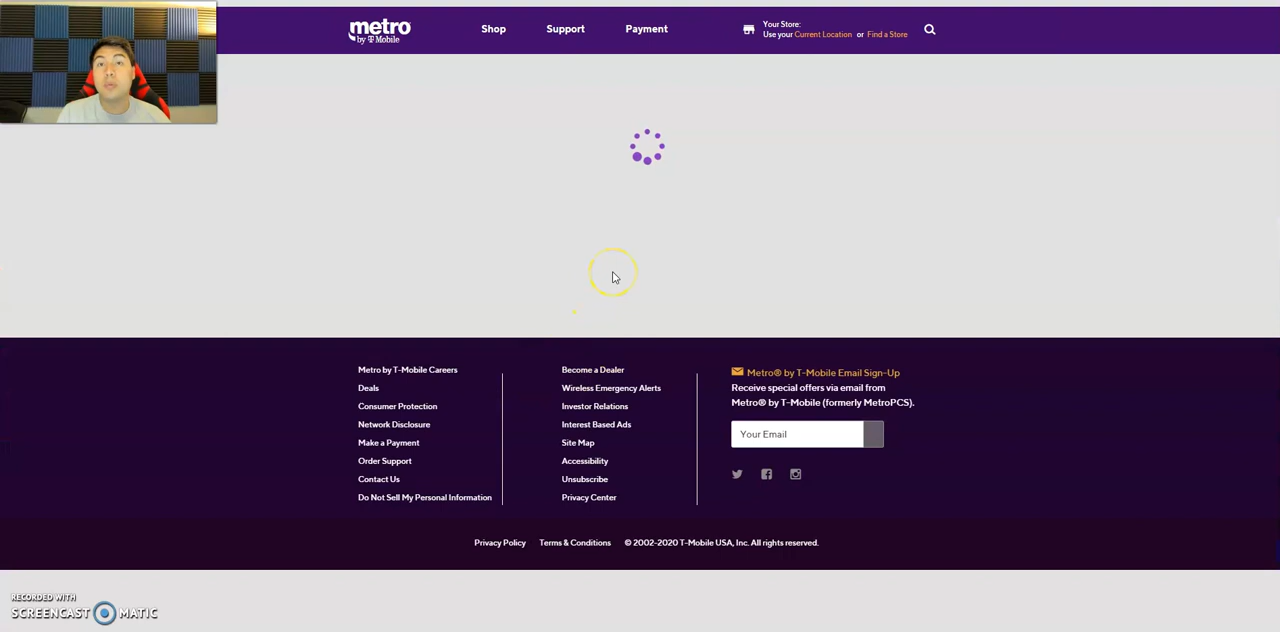 metro
by T Mobile
Shop
Support
Payment
Your Store:
Use your Current Location or Find a Store
Metro by T-Mobile Careers
Deals
Consumer Protection
Network Disclosure
Make a Payment
Order Support
Contact Us
Do Not Sell My Personal Information
Become a Dealer
Wireless Emergency Alerts
Investor Relations
Interest Based Ads
Site Map
Accessibility
Unsubscribe
Privacy Center
Metro® by T-Mobile Email Sign-Up
Receive special offers via email from
Metro® by T-Mobile (formerly MetroPCS).
Your Email
Privacy Policy
Terms & Conditions
© 2002-2020 T-Mobile USA, Inc. All rights reserved.
RECORDED WITH
SCREENCAST MATIC